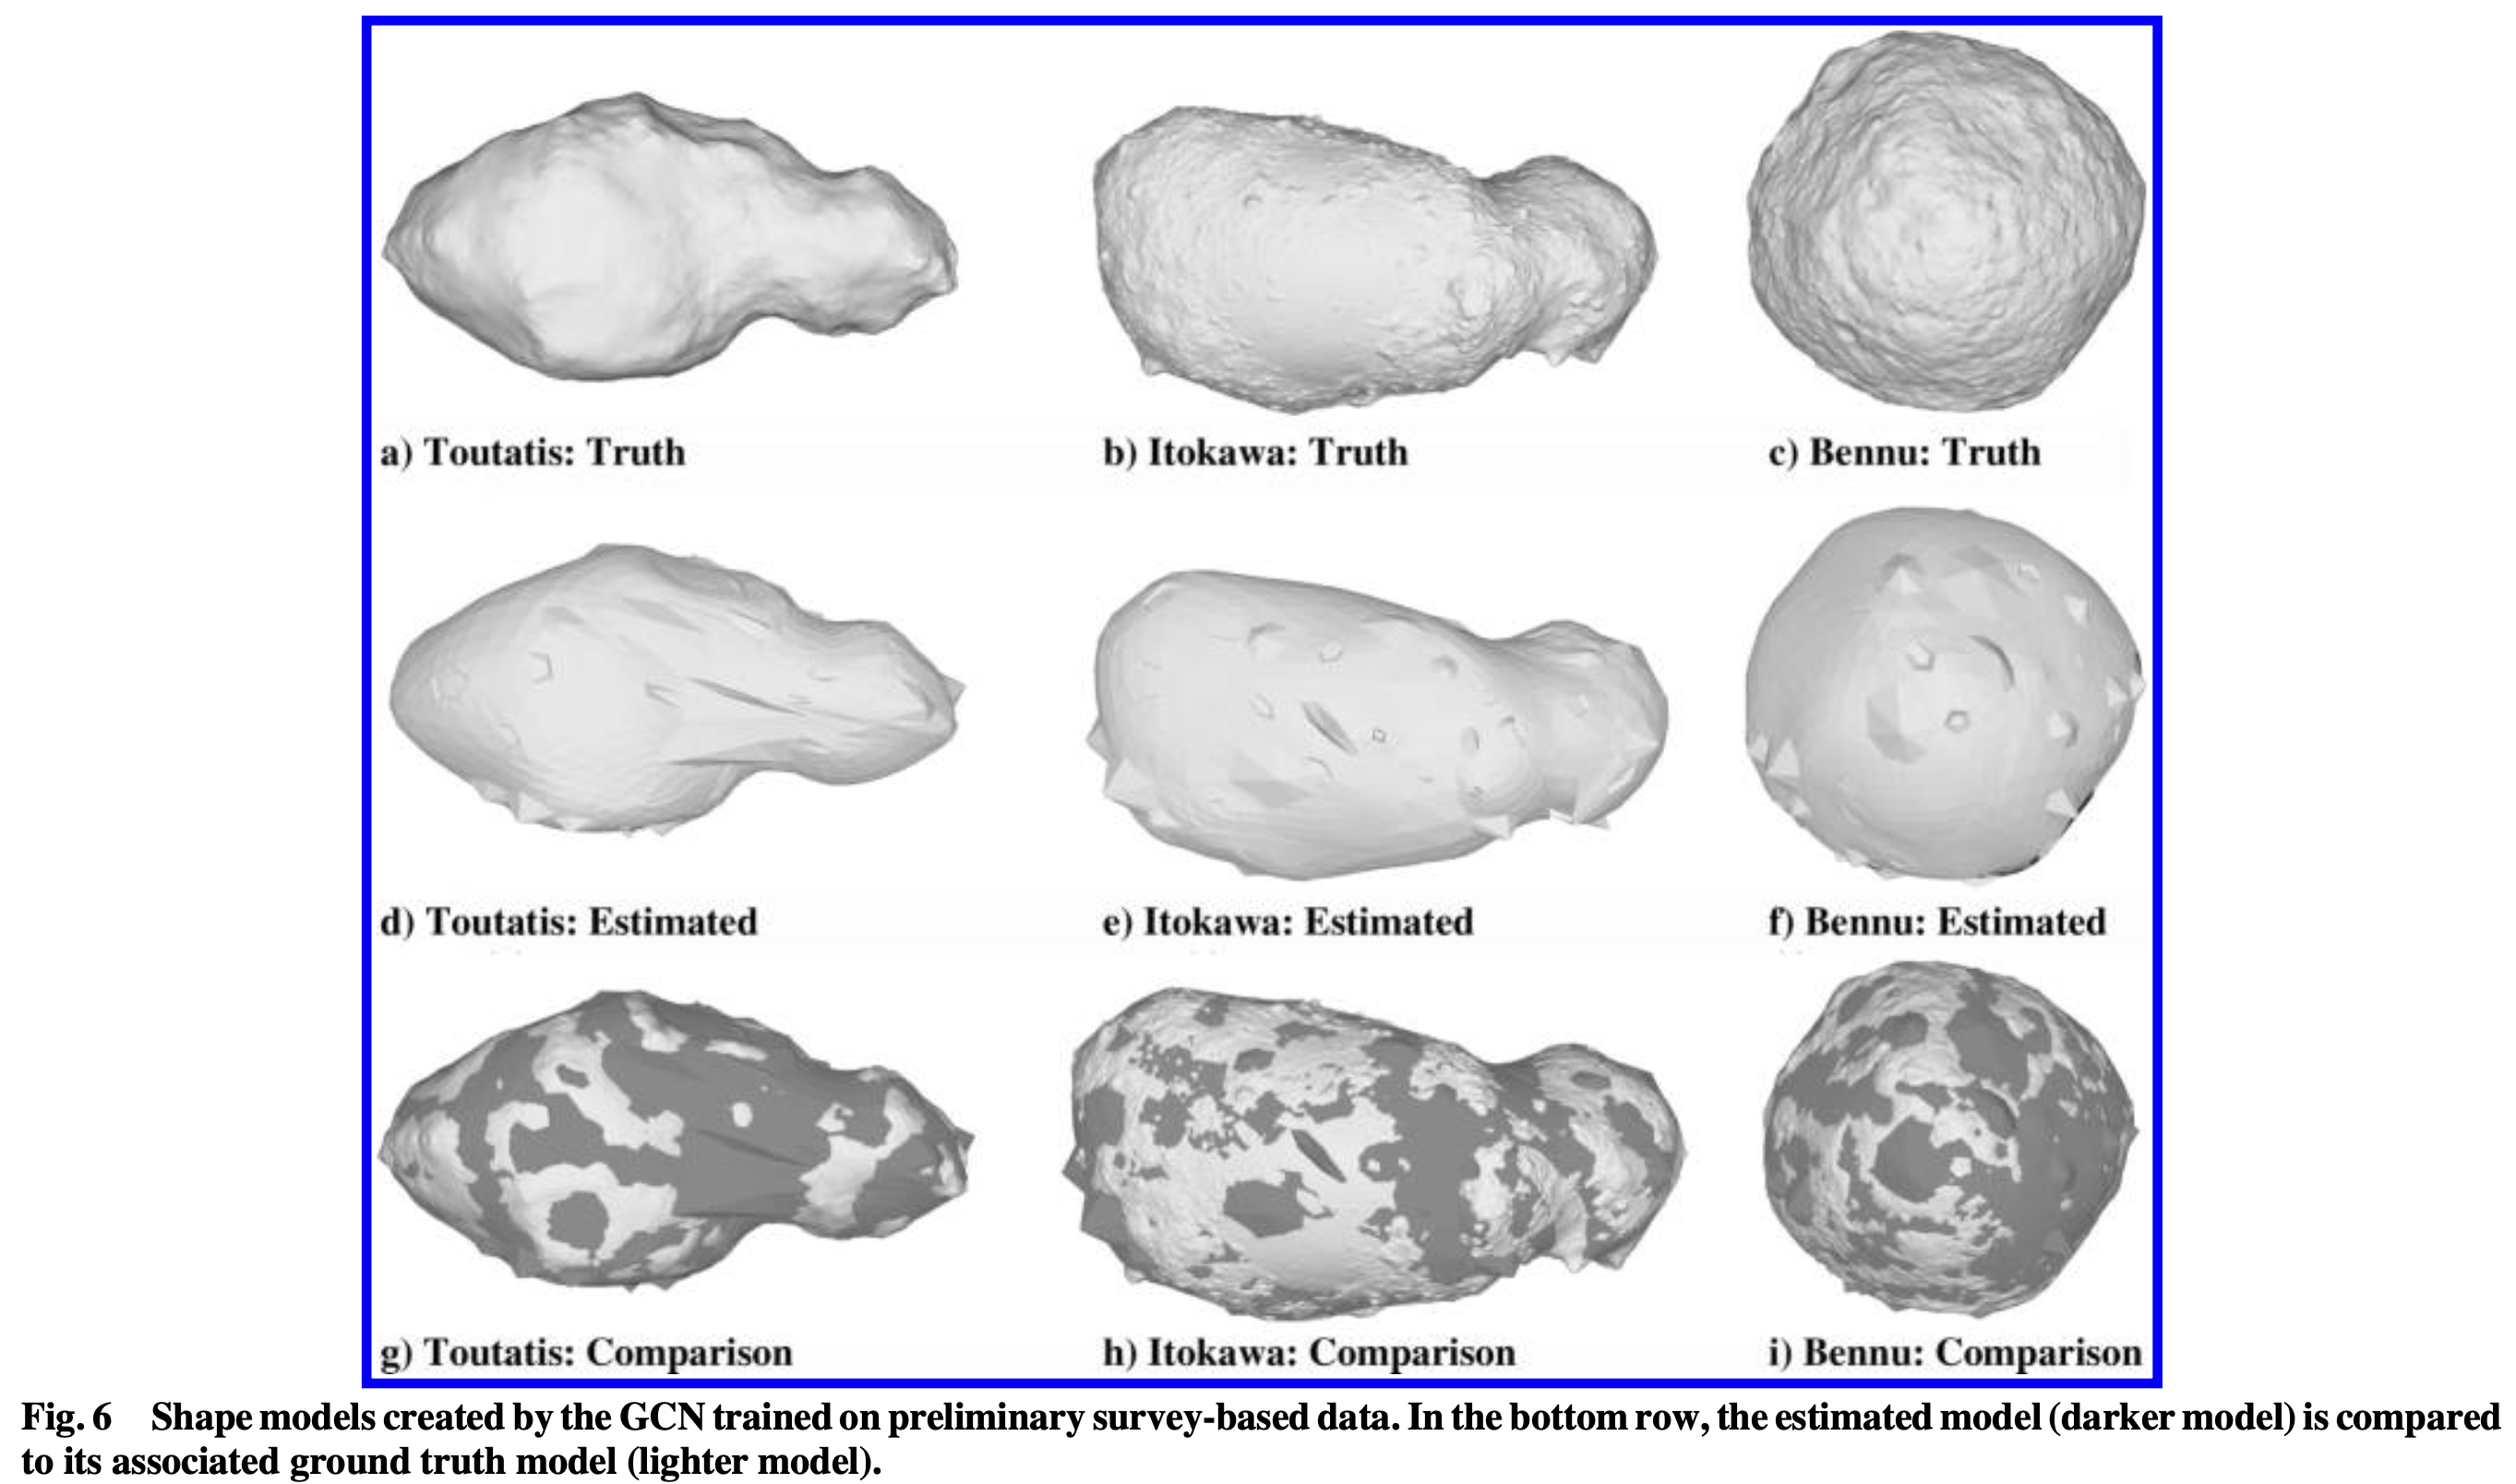 a) Toutatis: Truth
b) Itokawa: Truth
c) Bennu: Truth
d) Toutatis: Estimated
e) Itokawa: Estimated
f) Bennu: Estimated
g) Toutatis: Comparison
h) Itokawa: Comparison
i) Bennu: Comparison
Fig. 6 Shape models created by the GCN trained on preliminary survey-based data. In the bottom row, the estimated model (darker model) is compared
to its associated ground truth model (lighter model).